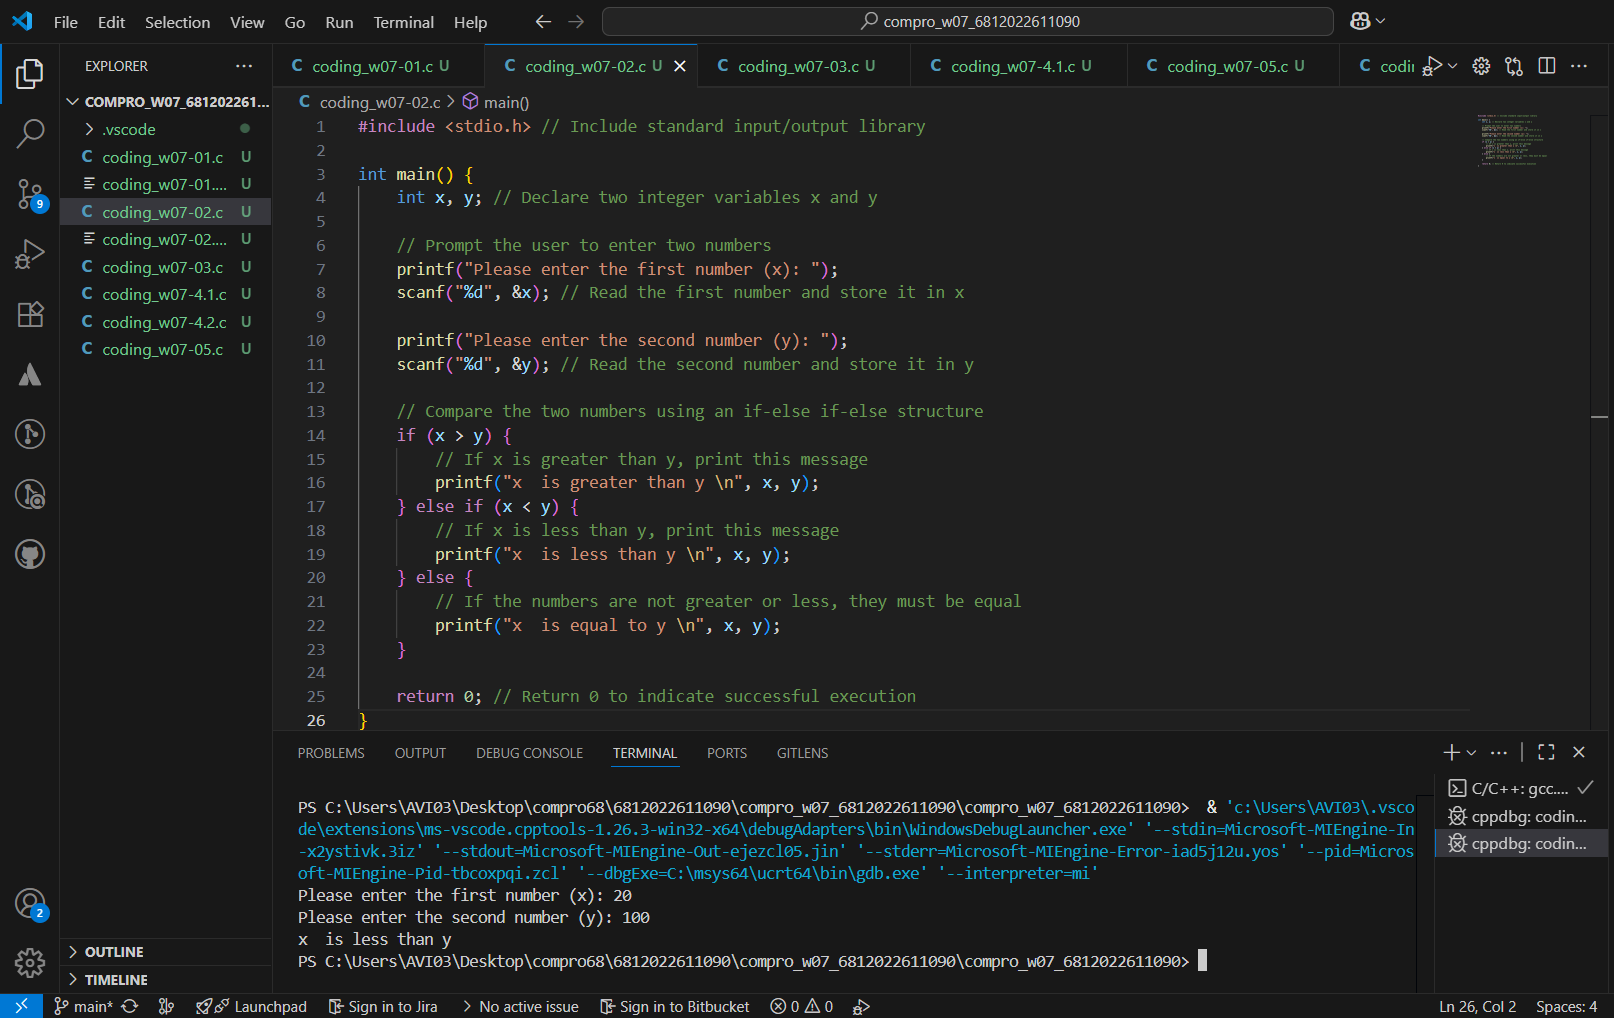 File Edit Selection View Go Run Terminal Help
compro_w07_6812022611090
EXPLORER
COMPRO_W07_681202261...
.vscode
coding_w07-01.c U
coding_w07-01.... U
coding_w07-02.c U
coding_w07-02.... U
coding_w07-03.c U
coding_w07-4.1.c U
coding_w07-4.2.c U
coding_w07-05.c U
OUTLINE
TIMELINE
9
2
C coding_w07-01.c U
C coding_w07-02.c U
C coding_w07-03.c U
C coding_w07-4.1.c U
C coding_w07-05.c U
C codin
C coding_w07-02.c > main()
1 #include <stdio.h> // Include standard input/output library
2
3 int main() {
4 int x, y; // Declare two integer variables x and y
5
6 // Prompt the user to enter two numbers
7 printf("Please enter the first number (x): ");
8 scanf("%d", &x); // Read the first number and store it in x
9
10 printf("Please enter the second number (y): ");
11 scanf("%d", &y); // Read the second number and store it in y
12
13 // Compare the two numbers using an if-else if-else structure
14 if (x > y) {
15 // If x is greater than y, print this message
16 printf("x  is greater than y \n", x, y);
17 } else if (x < y) {
18 // If x is less than y, print this message
19 printf("x  is less than y \n", x, y);
20 } else {
21 // If the numbers are not greater or less, they must be equal
22 printf("x  is equal to y \n", x, y);
23 }
24
25 return 0; // Return 0 to indicate successful execution
26 }
PROBLEMS OUTPUT DEBUG CONSOLE TERMINAL PORTS GITLENS
PS C:\Users\AVI03\Desktop\compro68\6812022611090\compro_w07_6812022611090\compro_w07_6812022611090>  & 'c:\Users\AVI03\.vsco
de\extensions\ms-vscode.cpptools-1.26.3-win32-x64\debugAdapters\bin\WindowsDebugLauncher.exe' '--stdin=Microsoft-MIEngine-In
-x2ystivk.3iz' '--stdout=Microsoft-MIEngine-Out-ejezcl05.jin' '--stderr=Microsoft-MIEngine-Error-iad5j12u.yos' '--pid=Micros
oft-MIEngine-Pid-tbcoxpqi.zcl' '--dbgExe=C:\msys64\ucrt64\bin\gdb.exe' '--interpreter=mi'
Please enter the first number (x): 20
Please enter the second number (y): 100
x  is less than y
PS C:\Users\AVI03\Desktop\compro68\6812022611090\compro_w07_6812022611090\compro_w07_6812022611090>
C/C++: gcc....
cppdbg: codin...
cppdbg: codin...
main* Launchpad Sign in to Jira > No active issue Sign in to Bitbucket 0 0 Ln 26, Col 2 Spaces: 4